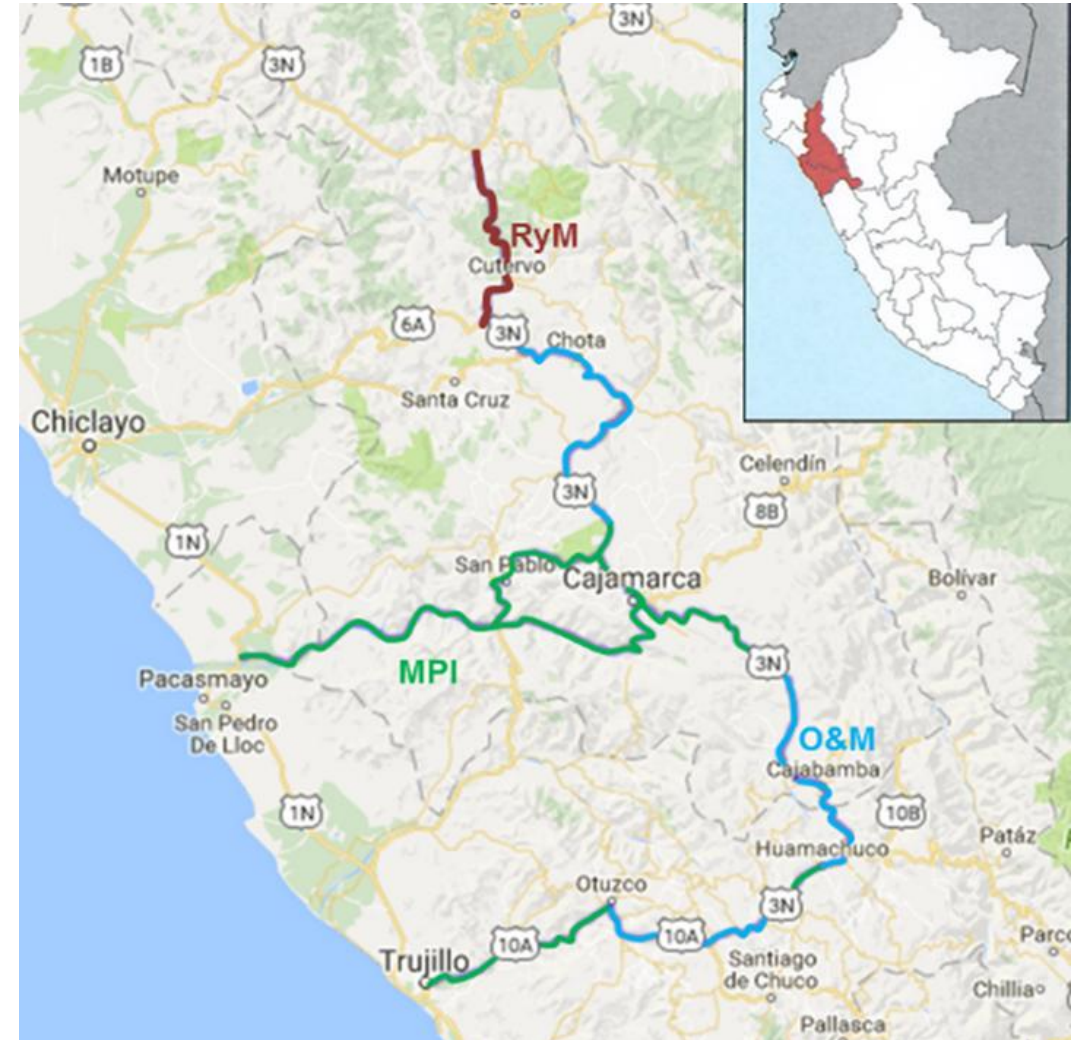 3N
1B
3N
Motupe
RyM
Cutervo
6A
3N
Chota
Santa Cruz
Chiclayo
Celendín
3N
8B
1N
San Pablo
Cajamarca
Bolívar
3N
MPI
Pacasmayo
San Pedro
De Lloc
O&M
Cajabamba
1N
10B
Patáz
Huamachuco
Otuzco
3N
10A
10A
Trujillo
Santiago
de Chuco
Parco
Chillia
Pallasca